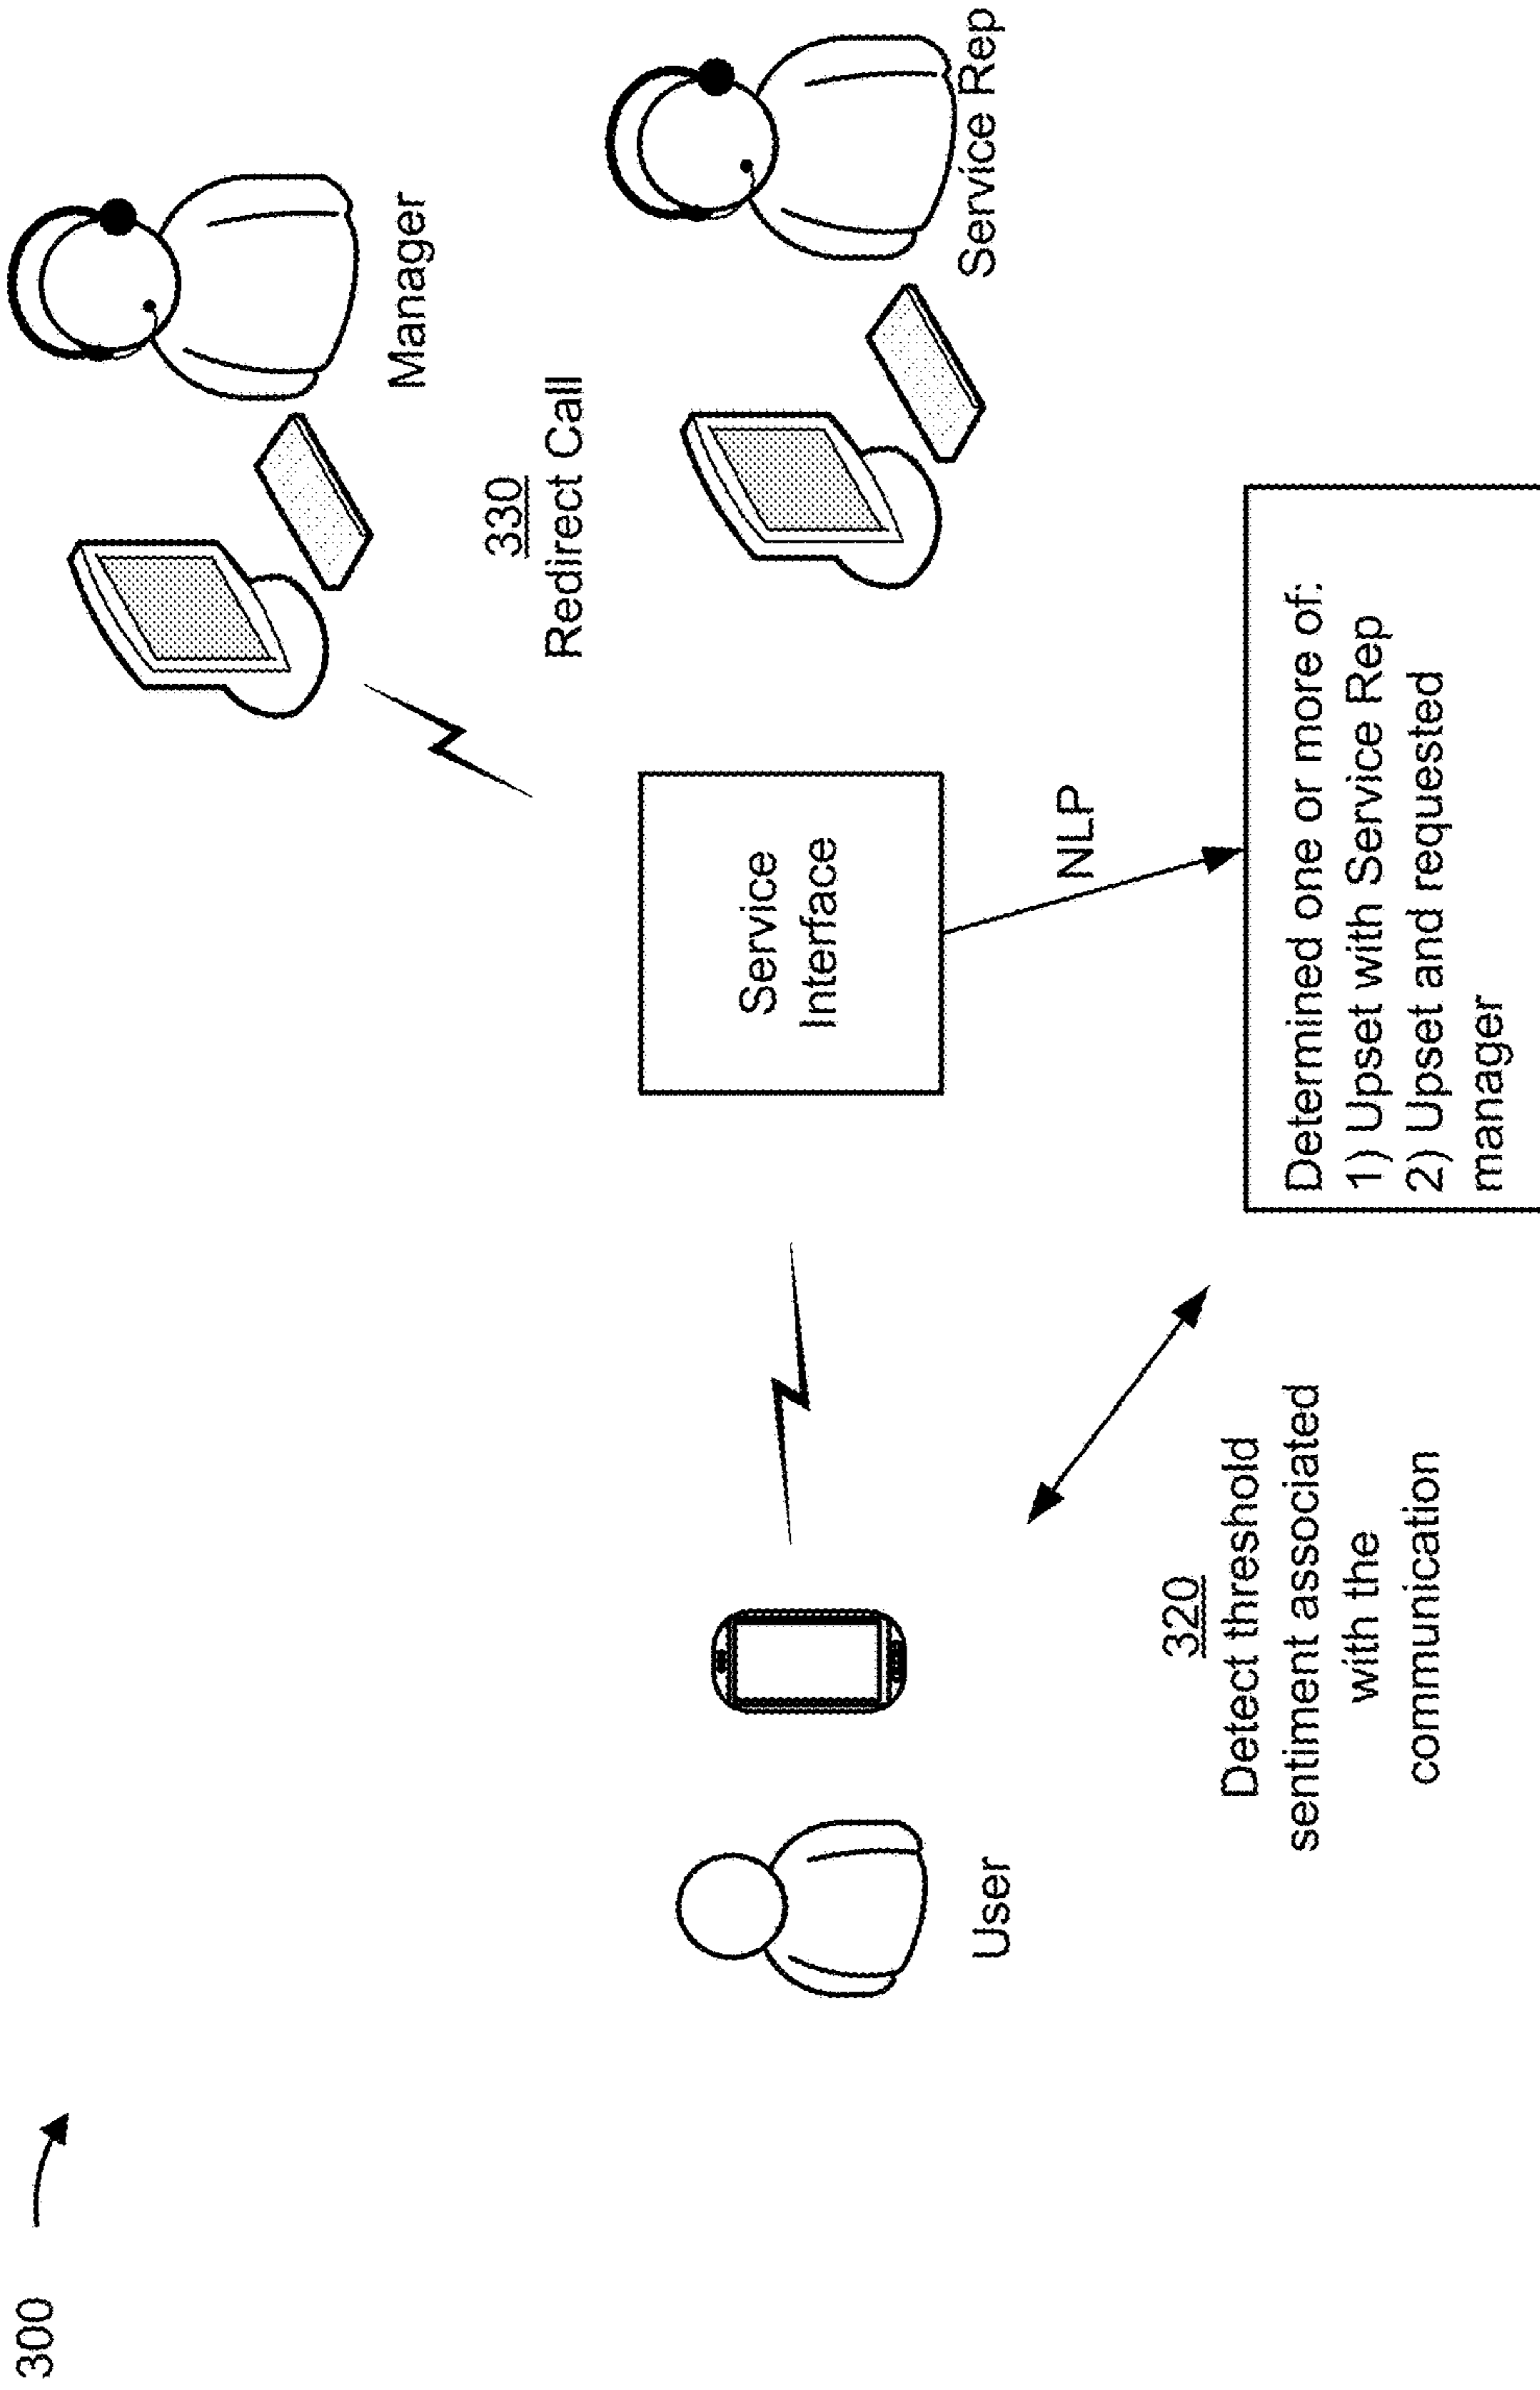 300
Manager
330
Redirect Call
Service Rep
Service
Interface
User
NLP
320
Detect threshold
sentiment associated
with the
communication
Determined one or more of:
1) Upset with Service Rep
2) Upset and requested
manager